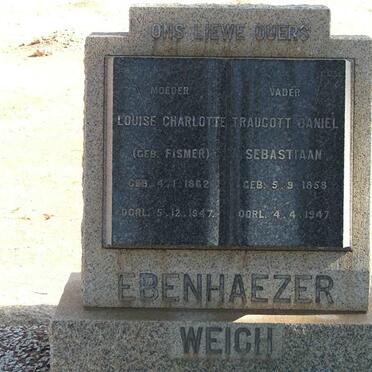 ONS LIEWE OUERS
MOEDER
LOUISE CHARLOTTE
(GEB. FISMER)
GEB. 4.1.1862
OORL. 5.12.1947.
VADER
TRAUGOTT DANIEL
SEBASTIAAN
GEB. 5.9.1858
OORL. 4.4.1947
EBENHAEZER
WEICH